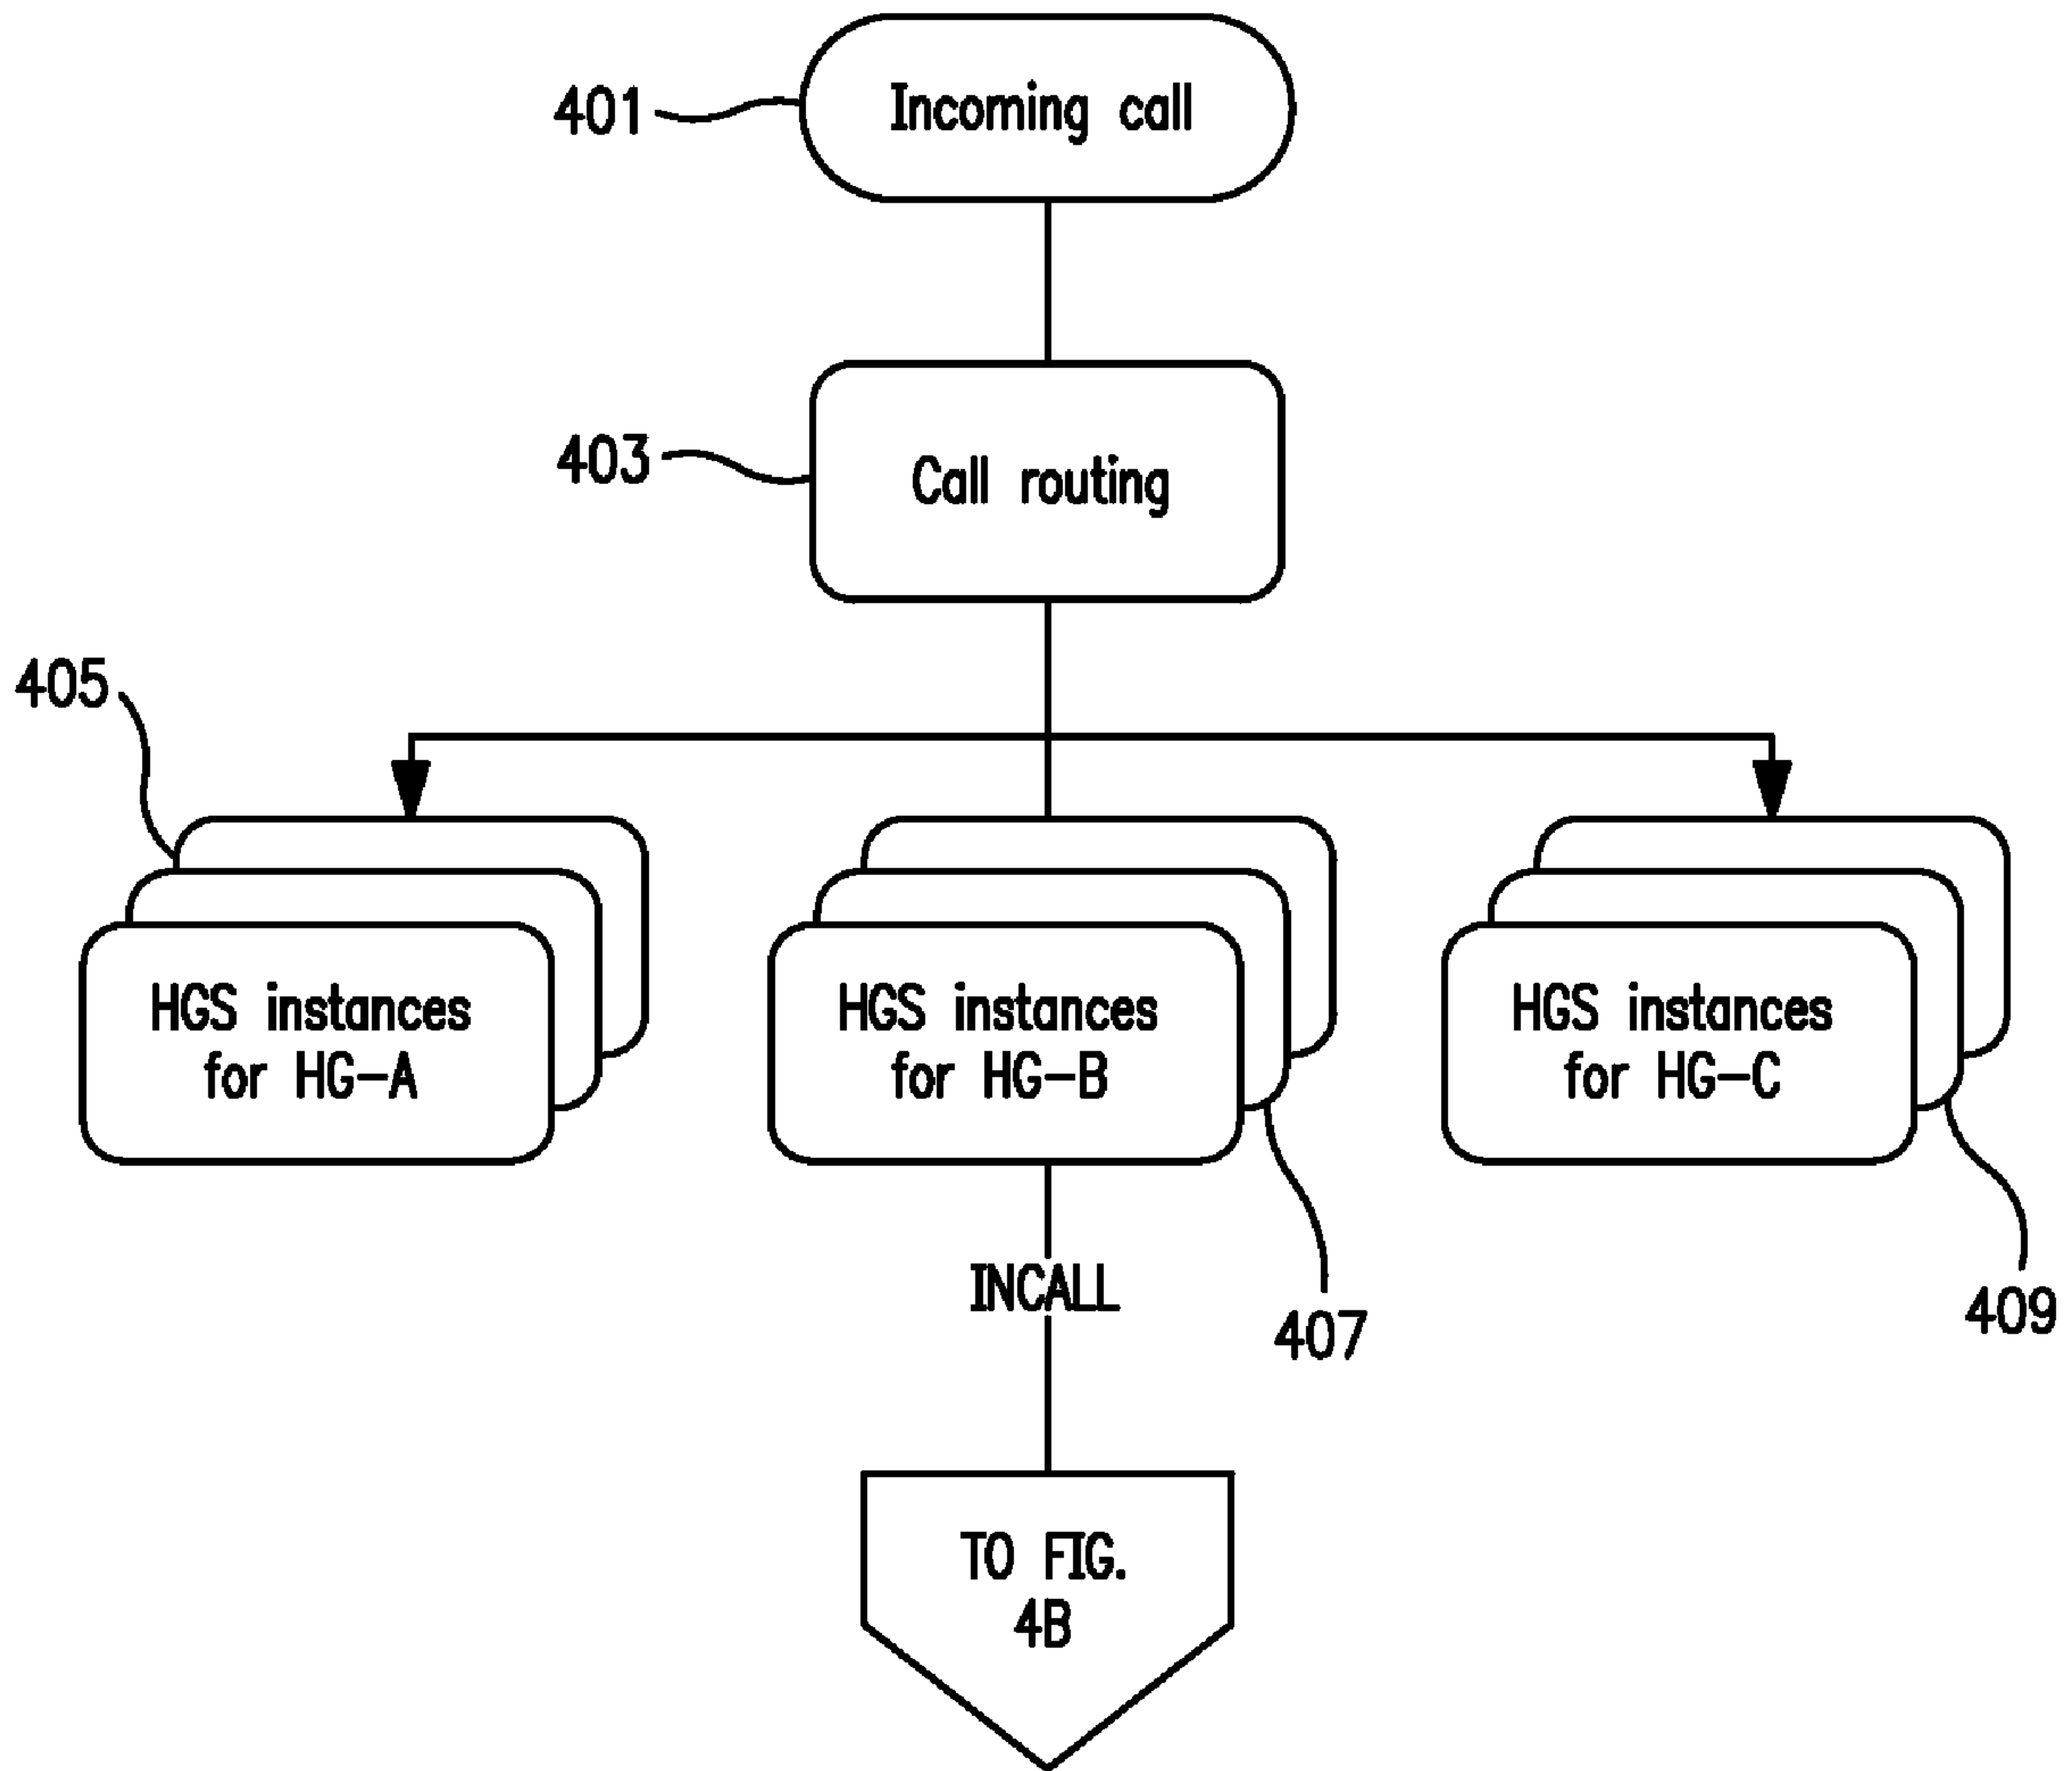 401
Incoming call
403
Call routing
405
HGS instances
for HG-A
HGS instances
for HG-B
HGS instances
for HG-C
INCALL
407
409
TO FIG.
4B